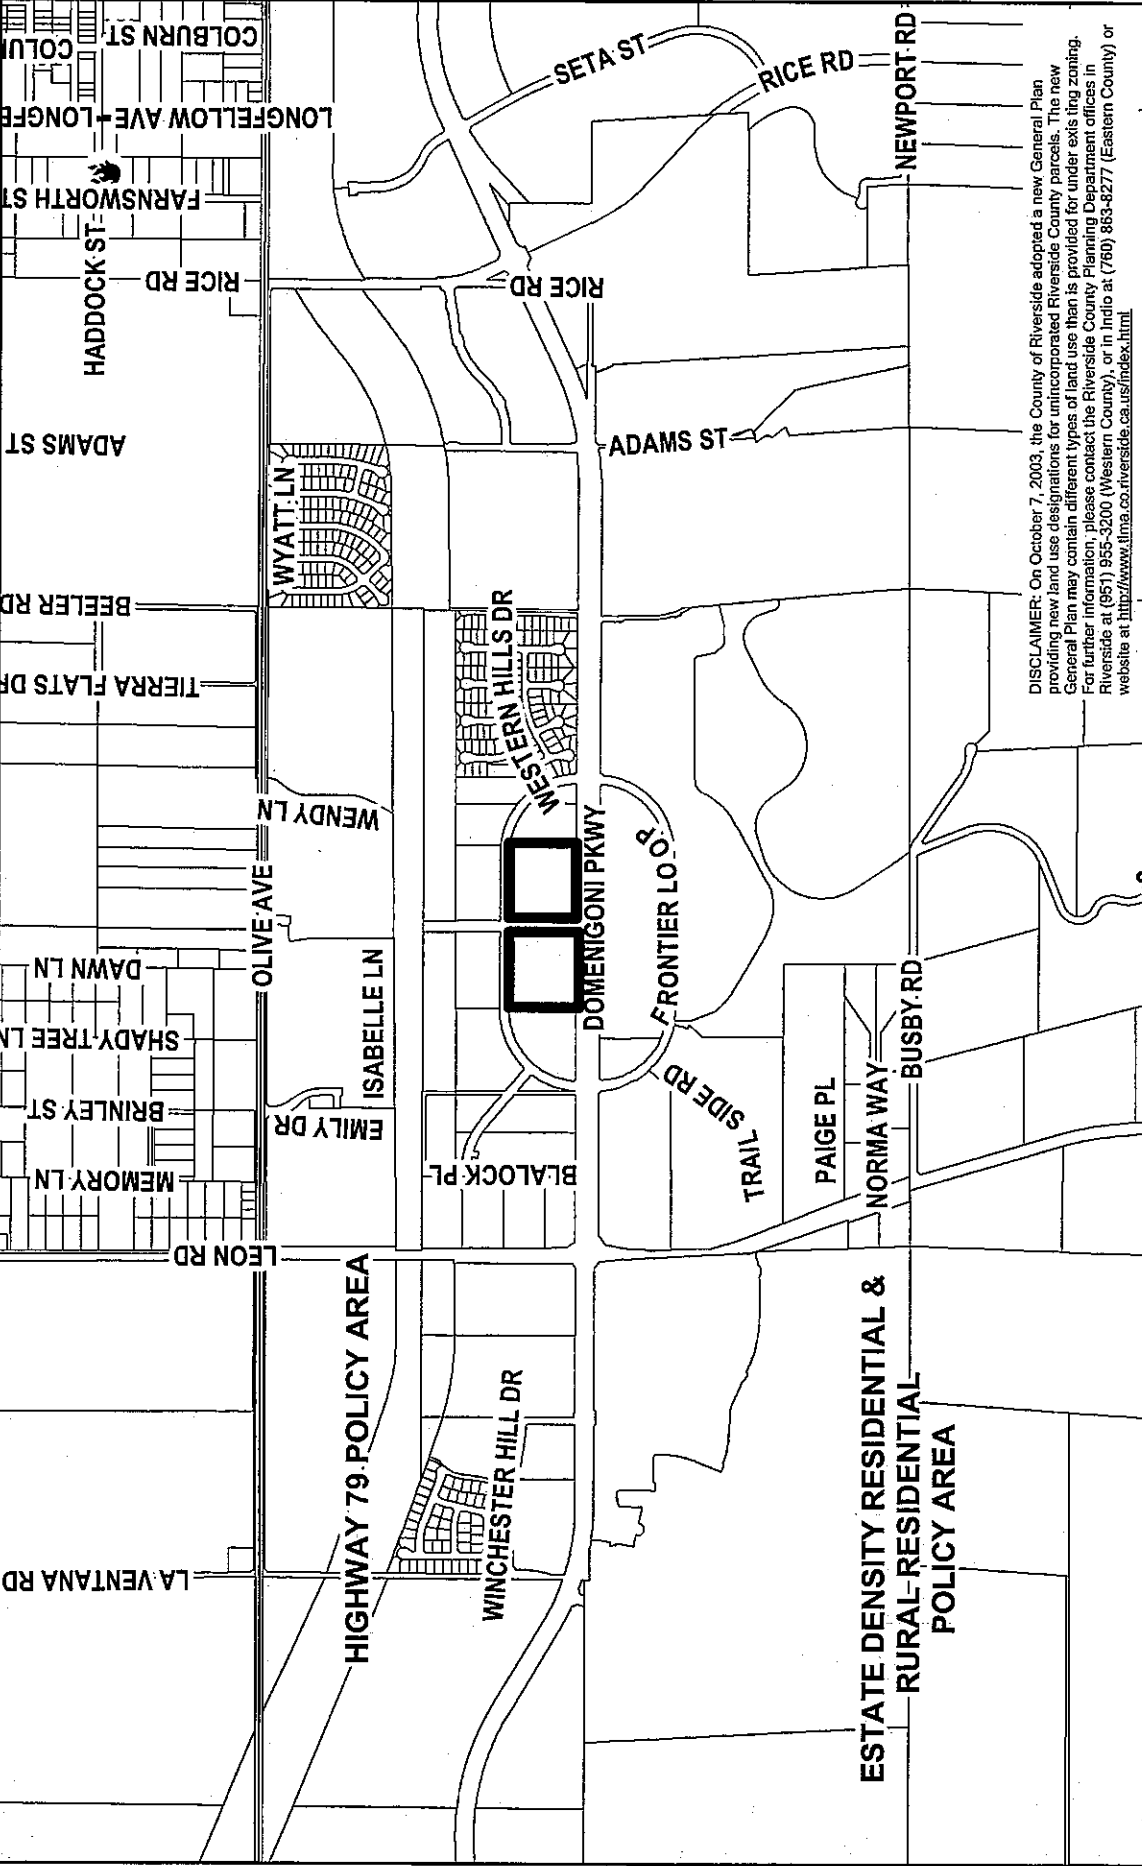 COLBURN ST
LONGFELLOW AVE
LONGFE
FARNSWORTH ST
HADDOCK ST
RICE RD
ADAMS ST
WYATT LN
BEELER RD
TIERRA FLATS DR
WENDY LN
OLIVE AVE
DAWN LN
SHADY TREE LN
BRINLEY ST
MEMORY LN
ISABELLE LN
EMILY DR
LEON RD
HIGHWAY 79 POLICY AREA
LA VENTANA RD
SETA ST
RICE RD
RICE RD
NEWPORT RD
ADAMS ST
WESTERN HILLS DR
DOMENIGONI PKWY
FRONTIER LOOP
BLALOCK PL
TRAIL SIDE RD
PAIGE PL
NORMA WAY
BUSBY RD
WINCHESTER HILL DR
ESTATE DENSITY RESIDENTIAL &
RURAL RESIDENTIAL
POLICY AREA
DISCLAIMER: On October 7, 2003, the County of Riverside adopted a new General Plan
providing new land use designations for unincorporated Riverside County parcels. The new
General Plan may contain different types of land use than is provided for under existing zoning.
For further information, please contact the Riverside County Planning Department offices in
Riverside at (951) 955-3200 (Western County), or in Indio at (760) 863-8277 (Eastern County) or
website at http://www.tlma.co.riverside.ca.us/index.html